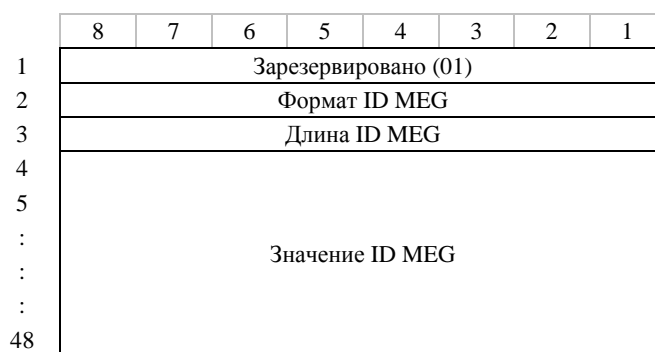 8 7 6 5 4 3 2 1
1 Зарезервировано (01)
2 Формат ID MEG
3 Длина ID MEG
4
5
:
: Значение ID MEG
:
48